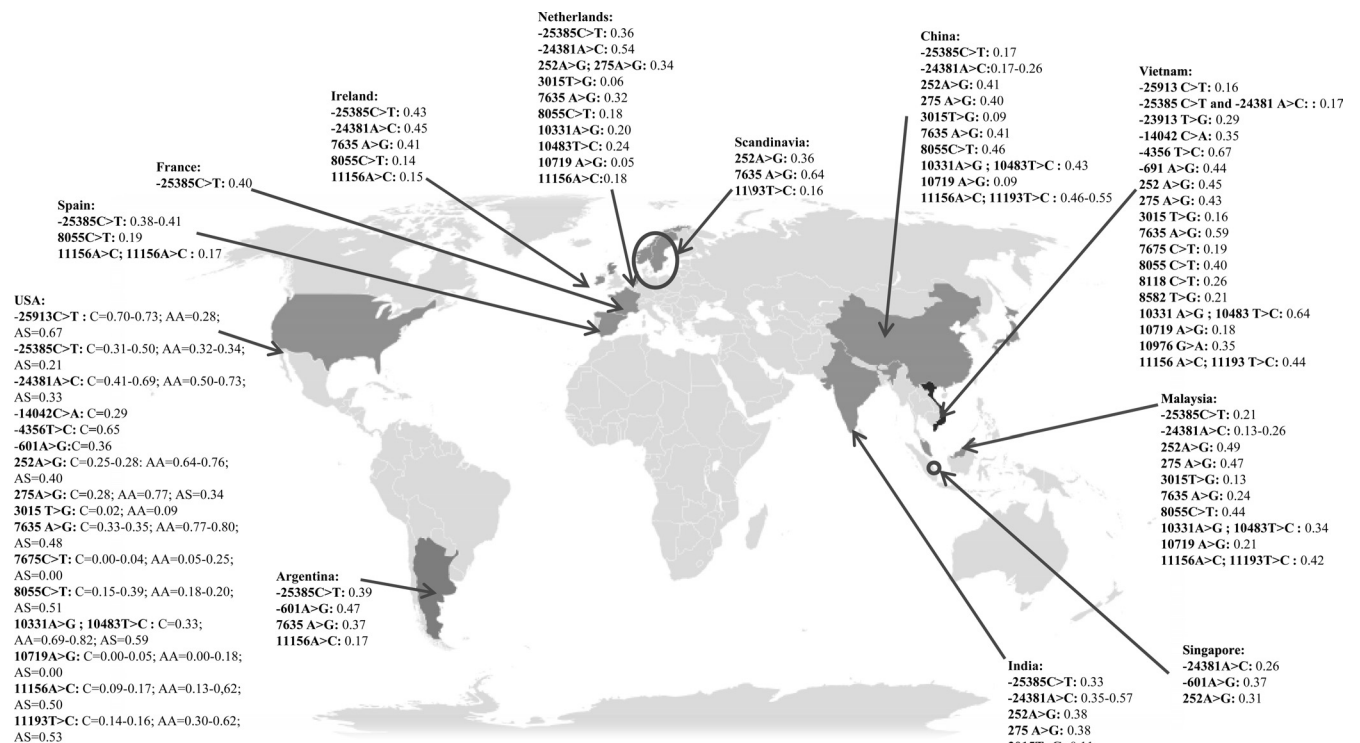 Netherlands:
-25385C>T: 0.36
-24381A>C: 0.54
252A>G; 275A>G: 0.34
3015T>G: 0.06
7635 A>G: 0.32
8055C>T: 0.18
10331A>G: 0.20
10483T>C: 0.24
10719 A>G: 0.05
11156A>C:0.18
China:
-25385C>T: 0.17
-24381A>C:0.17-0.26
252A>G: 0.41
275 A>G: 0.40
3015T>G: 0.09
7635 A>G: 0.41
8055C>T: 0.46
10331A>G ; 10483T>C : 0.43
10719 A>G: 0.09
11156A>C; 11193T>C : 0.46-0.55
Vietnam:
-25913 C>T: 0.16
-25385 C>T and -24381 A>C: : 0.17
-23913 T>G: 0.29
-14042 C>A: 0.35
-4356 T>C: 0.67
-691 A>G: 0.44
252 A>G: 0.45
275 A>G: 0.43
3015 T>G: 0.16
7635 A>G: 0.59
7675 C>T: 0.19
8055 C>T: 0.40
8118 C>T: 0.26
8582 T>G: 0.21
10331 A>G ; 10483 T>C: 0.64
10719 A>G: 0.18
10976 G>A: 0.35
11156 A>C; 11193 T>C: 0.44
Ireland:
-25385C>T: 0.43
-24381A>C: 0.45
7635 A>G: 0.41
8055C>T: 0.14
11156A>C: 0.15
Scandinavia:
252A>G: 0.36
7635 A>G: 0.64
11\93T>C: 0.16
France:
-25385C>T: 0.40
Spain:
-25385C>T: 0.38-0.41
8055C>T: 0.19
11156A>C; 11156A>C : 0.17
USA:
-25913C>T : C=0.70-0.73; AA=0.28;
AS=0.67
-25385C>T: C=0.31-0.50; AA=0.32-0.34;
AS=0.21
-24381A>C: C=0.41-0.69; AA=0.50-0.73;
AS=0.33
-14042C>A: C=0.29
-4356T>C: C=0.65
-601A>G:C=0.36
252A>G: C=0.25-0.28: AA=0.64-0.76;
AS=0.40
275A>G: C=0.28; AA=0.77; AS=0.34
3015 T>G: C=0.02; AA=0.09
7635 A>G: C=0.33-0.35; AA=0.77-0.80;
AS=0.48
7675C>T: C=0.00-0.04; AA=0.05-0.25;
AS=0.00
8055C>T: C=0.15-0.39; AA=0.18-0.20;
AS=0.51
10331A>G ; 10483T>C : C=0.33;
AA=0.69-0.82; AS=0.59
10719A>G: C=0.00-0.05; AA=0.00-0.18;
AS=0.00
11156A>C: C=0.09-0.17; AA=0.13-0,62;
AS=0.50
11193T>C: C=0.14-0.16; AA=0.30-0.62;
AS=0.53
Malaysia:
-25385C>T: 0.21
-24381A>C: 0.13-0.26
252A>G: 0.49
275 A>G: 0.47
3015T>G: 0.13
7635 A>G: 0.24
8055C>T: 0.44
10331A>G ; 10483T>C : 0.34
10719 A>G: 0.21
11156A>C; 11193T>C : 0.42
Argentina:
-25385C>T: 0.39
-601A>G: 0.47
7635 A>G: 0.37
11156A>C: 0.17
Singapore:
-24381A>C: 0.26
-601A>G: 0.37
252A>G: 0.31
India:
-25385C>T: 0.33
-24381A>C: 0.35-0.57
252A>G: 0.38
275 A>G: 0.38